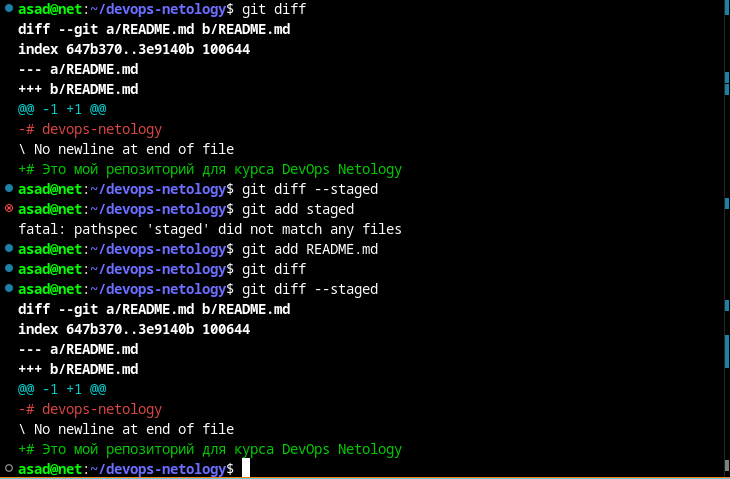 asad@net:~/devops-netology$ git diff
diff --git a/README.md b/README.md
index 647b370..3e9140b 100644
--- a/README.md
+++ b/README.md
@@ -1 +1 @@
-# devops-netology
\ No newline at end of file
+# Это мой репозиторий для курса DevOps Netology
asad@net:~/devops-netology$ git diff --staged
asad@net:~/devops-netology$ git add staged
fatal: pathspec 'staged' did not match any files
asad@net:~/devops-netology$ git add README.md
asad@net:~/devops-netology$ git diff
asad@net:~/devops-netology$ git diff --staged
diff --git a/README.md b/README.md
index 647b370..3e9140b 100644
--- a/README.md
+++ b/README.md
@@ -1 +1 @@
-# devops-netology
\ No newline at end of file
+# Это мой репозиторий для курса DevOps Netology
asad@net:~/devops-netology$